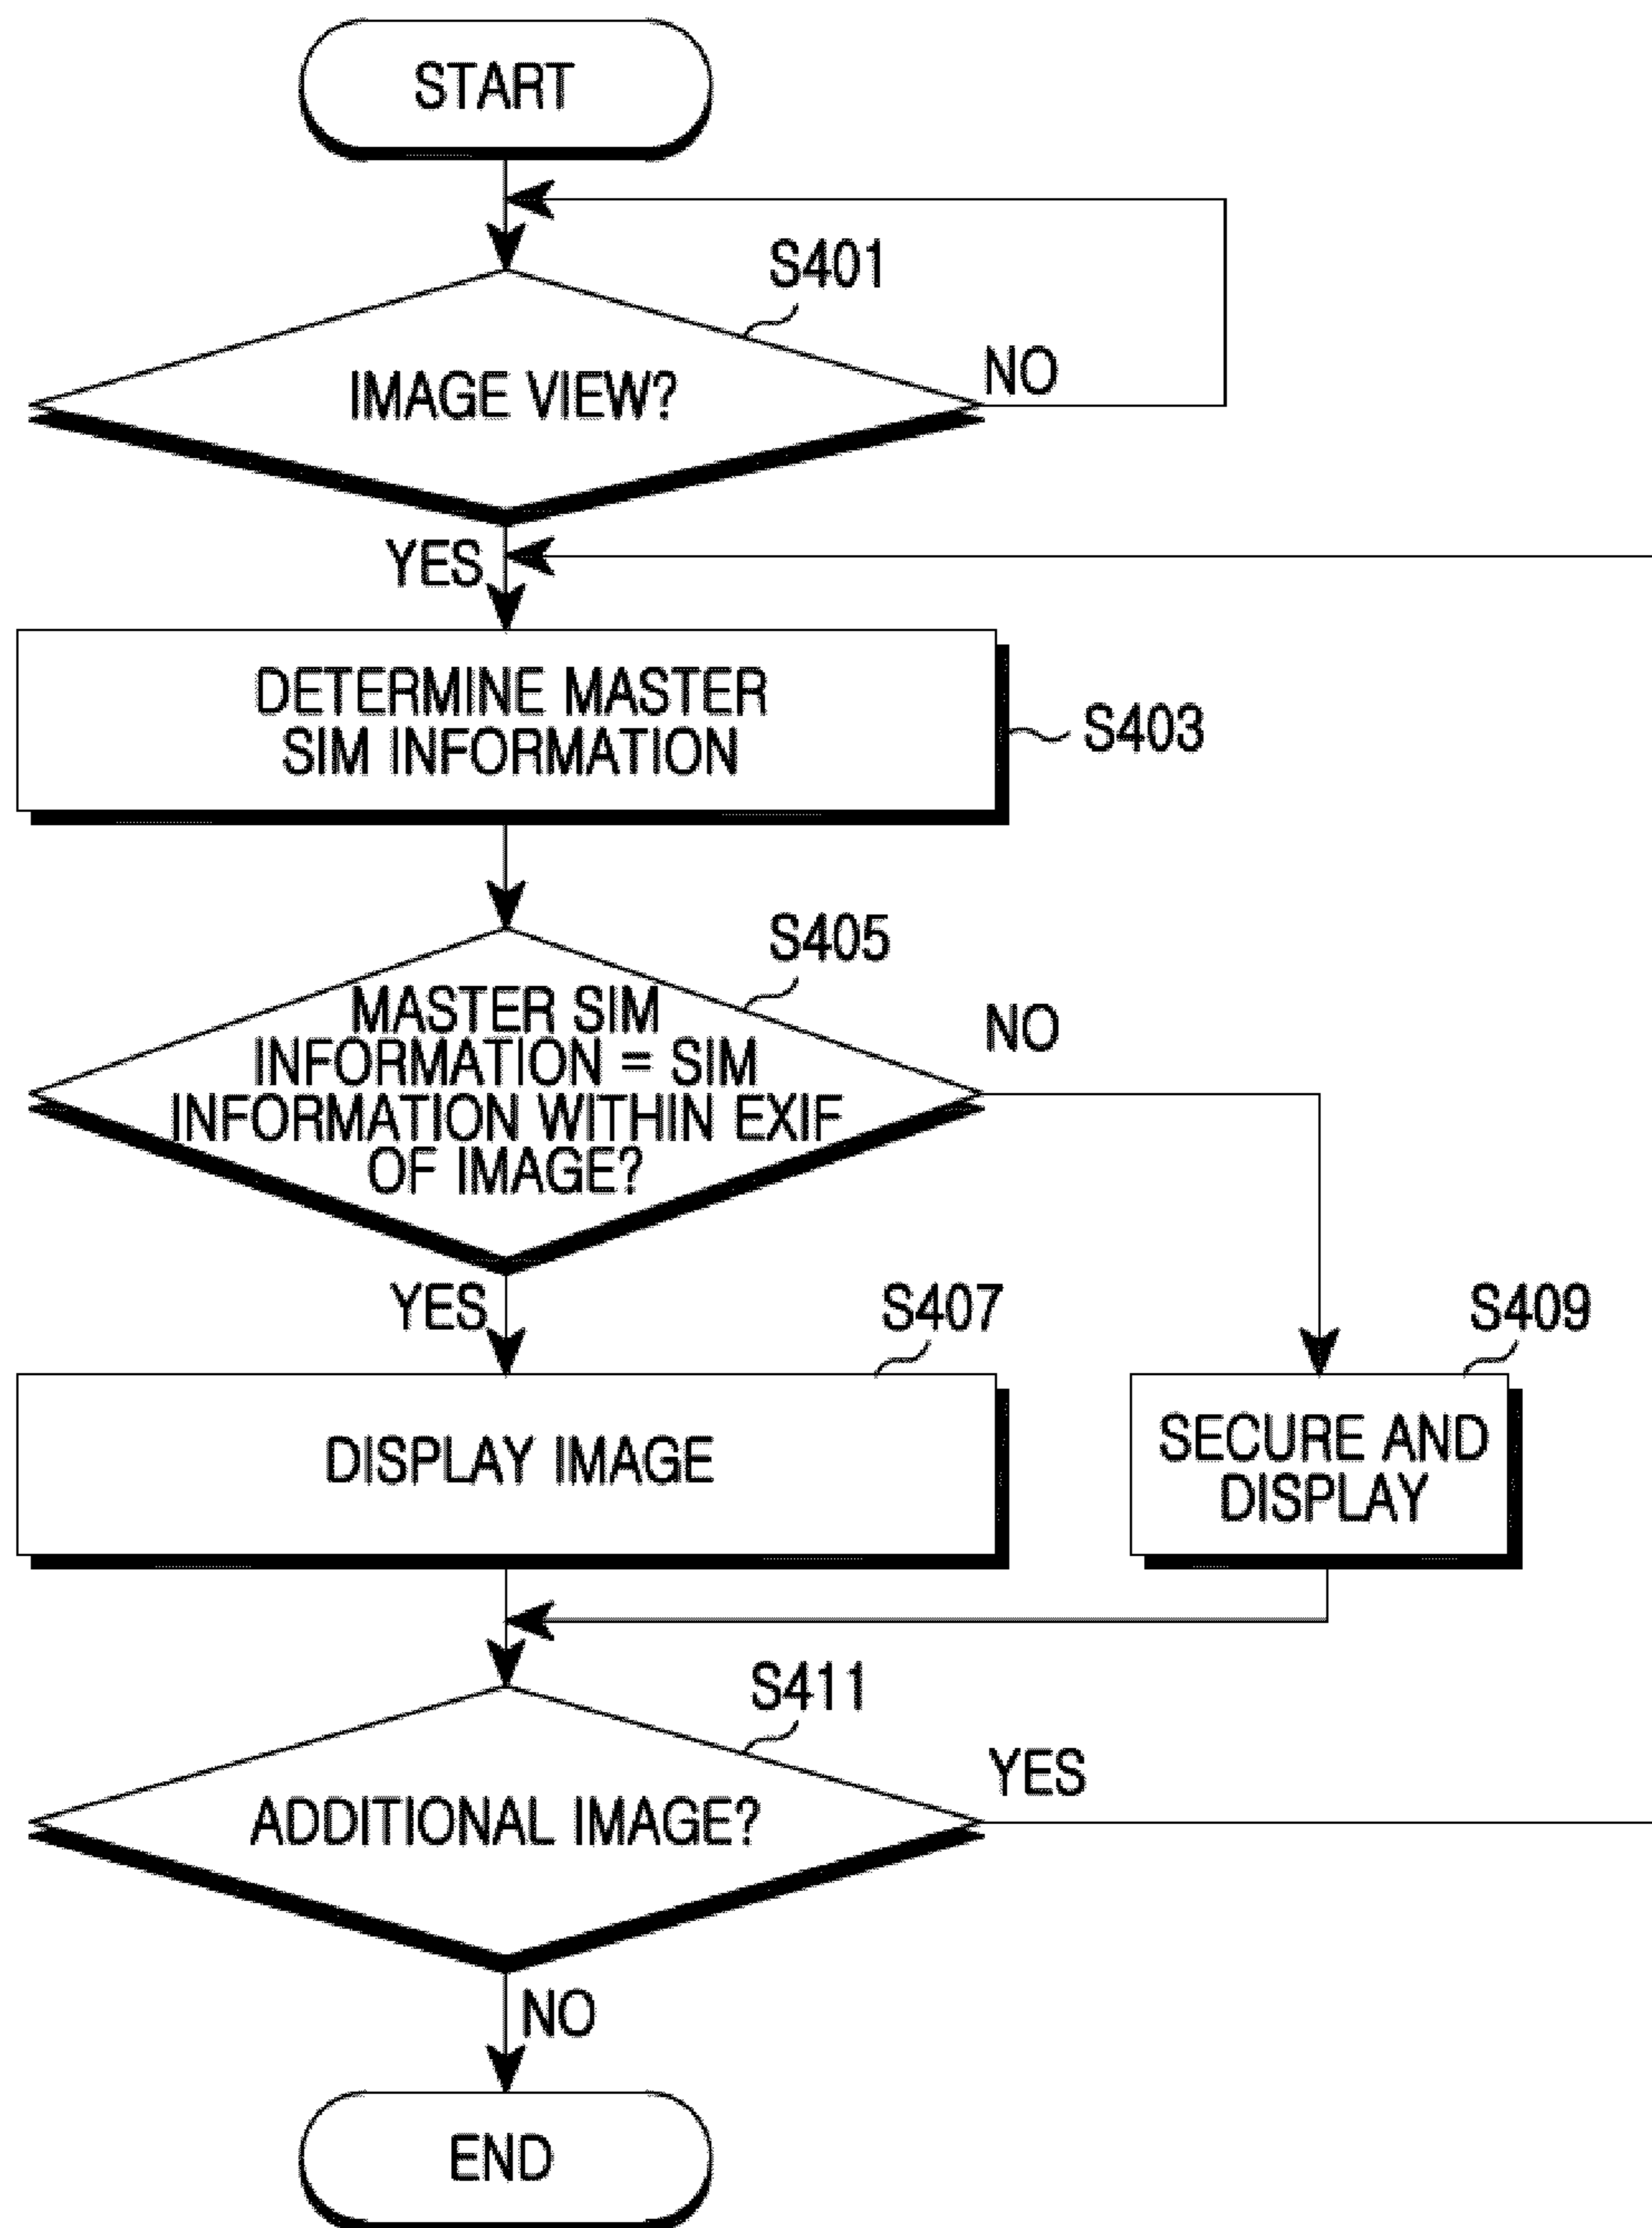 START
S401
IMAGE VIEW?
NO
YES
DETERMINE MASTER
SIM INFORMATION
S403
S405
MASTER SIM
INFORMATION = SIM
INFORMATION WITHIN EXIF
OF IMAGE?
NO
YES
S407
S409
DISPLAY IMAGE
SECURE AND
DISPLAY
S411
ADDITIONAL IMAGE?
YES
NO
END